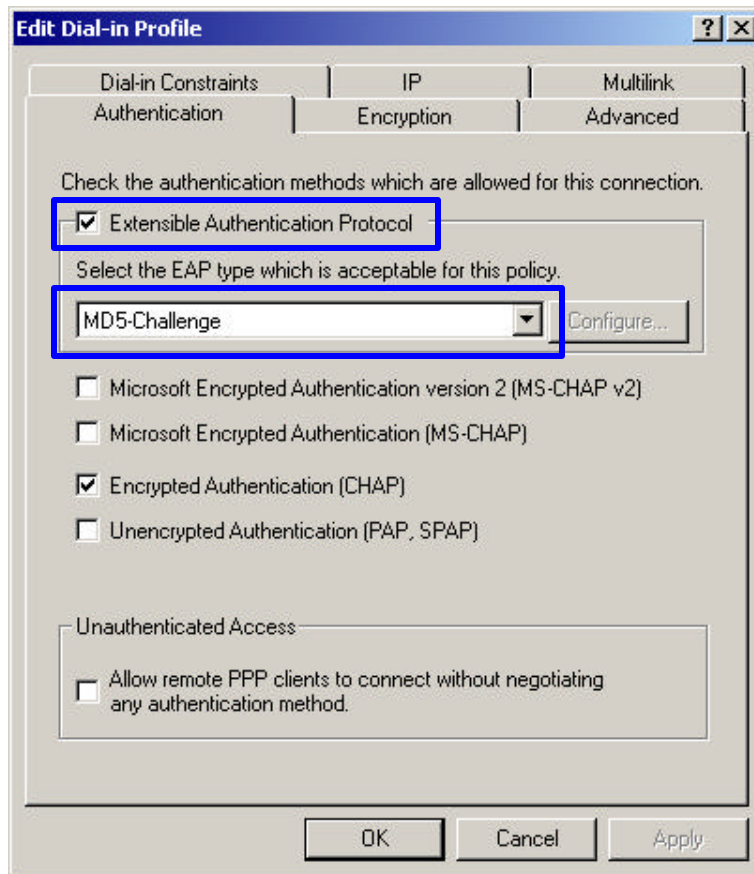 Edit Dial-in Profile
Dial-in Constraints IP Multilink
Authentication Encryption Advanced
Check the authentication methods which are allowed for this connection.
Extensible Authentication Protocol
Select the EAP type which is acceptable for this policy.
MD5-Challenge Configure...
Microsoft Encrypted Authentication version 2 (MS-CHAP v2)
Microsoft Encrypted Authentication (MS-CHAP)
Encrypted Authentication (CHAP)
Unencrypted Authentication (PAP, SPAP)
Unauthenticated Access
Allow remote PPP clients to connect without negotiating
any authentication method.
OK Cancel Apply